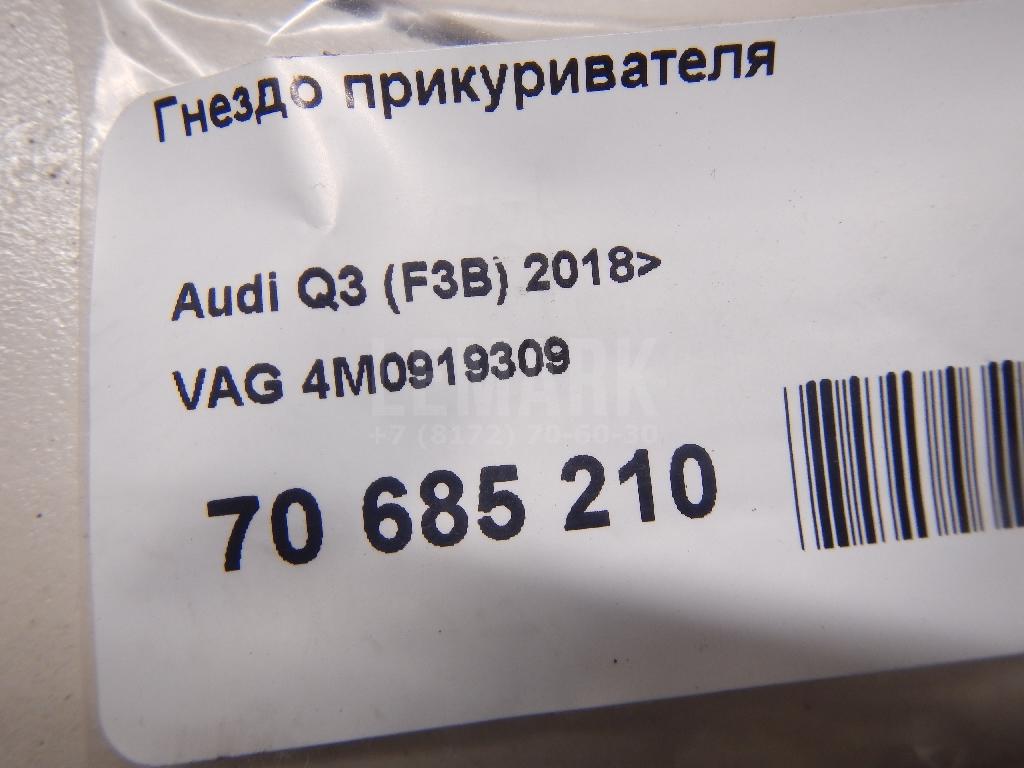 Гнездо прикуривателя
Audi Q3 (F3B) 2018>
VAG 4M0919309
LEMARK
+7 (8172) 70-60-30
70 685 210